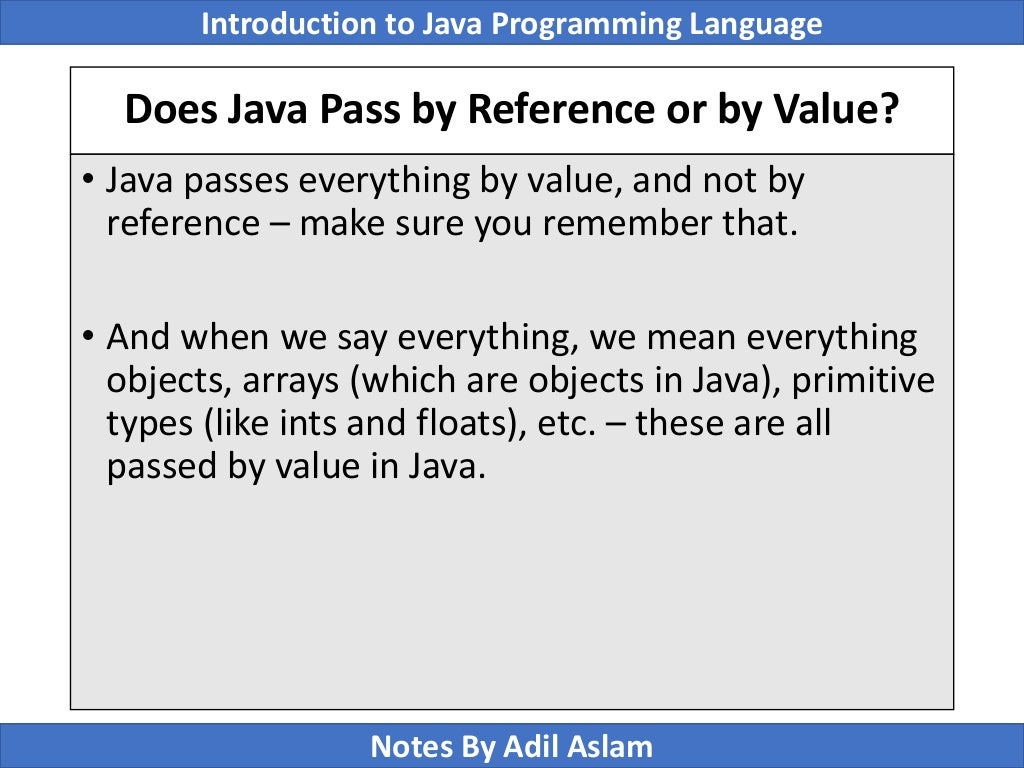 Introduction to Java Programming Language
Does Java Pass by Reference or by Value?
• Java passes everything by value, and not by
reference – make sure you remember that.
• And when we say everything, we mean everything
objects, arrays (which are objects in Java), primitive
types (like ints and floats), etc. – these are all
passed by value in Java.
Notes By Adil Aslam